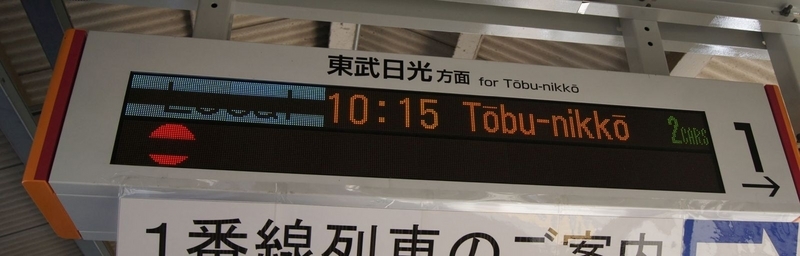 東武日光方面 for Tōbu-nikkō
Local 10:15 Tōbu-nikkō 2CARS
1
→
1番線列車のご案内